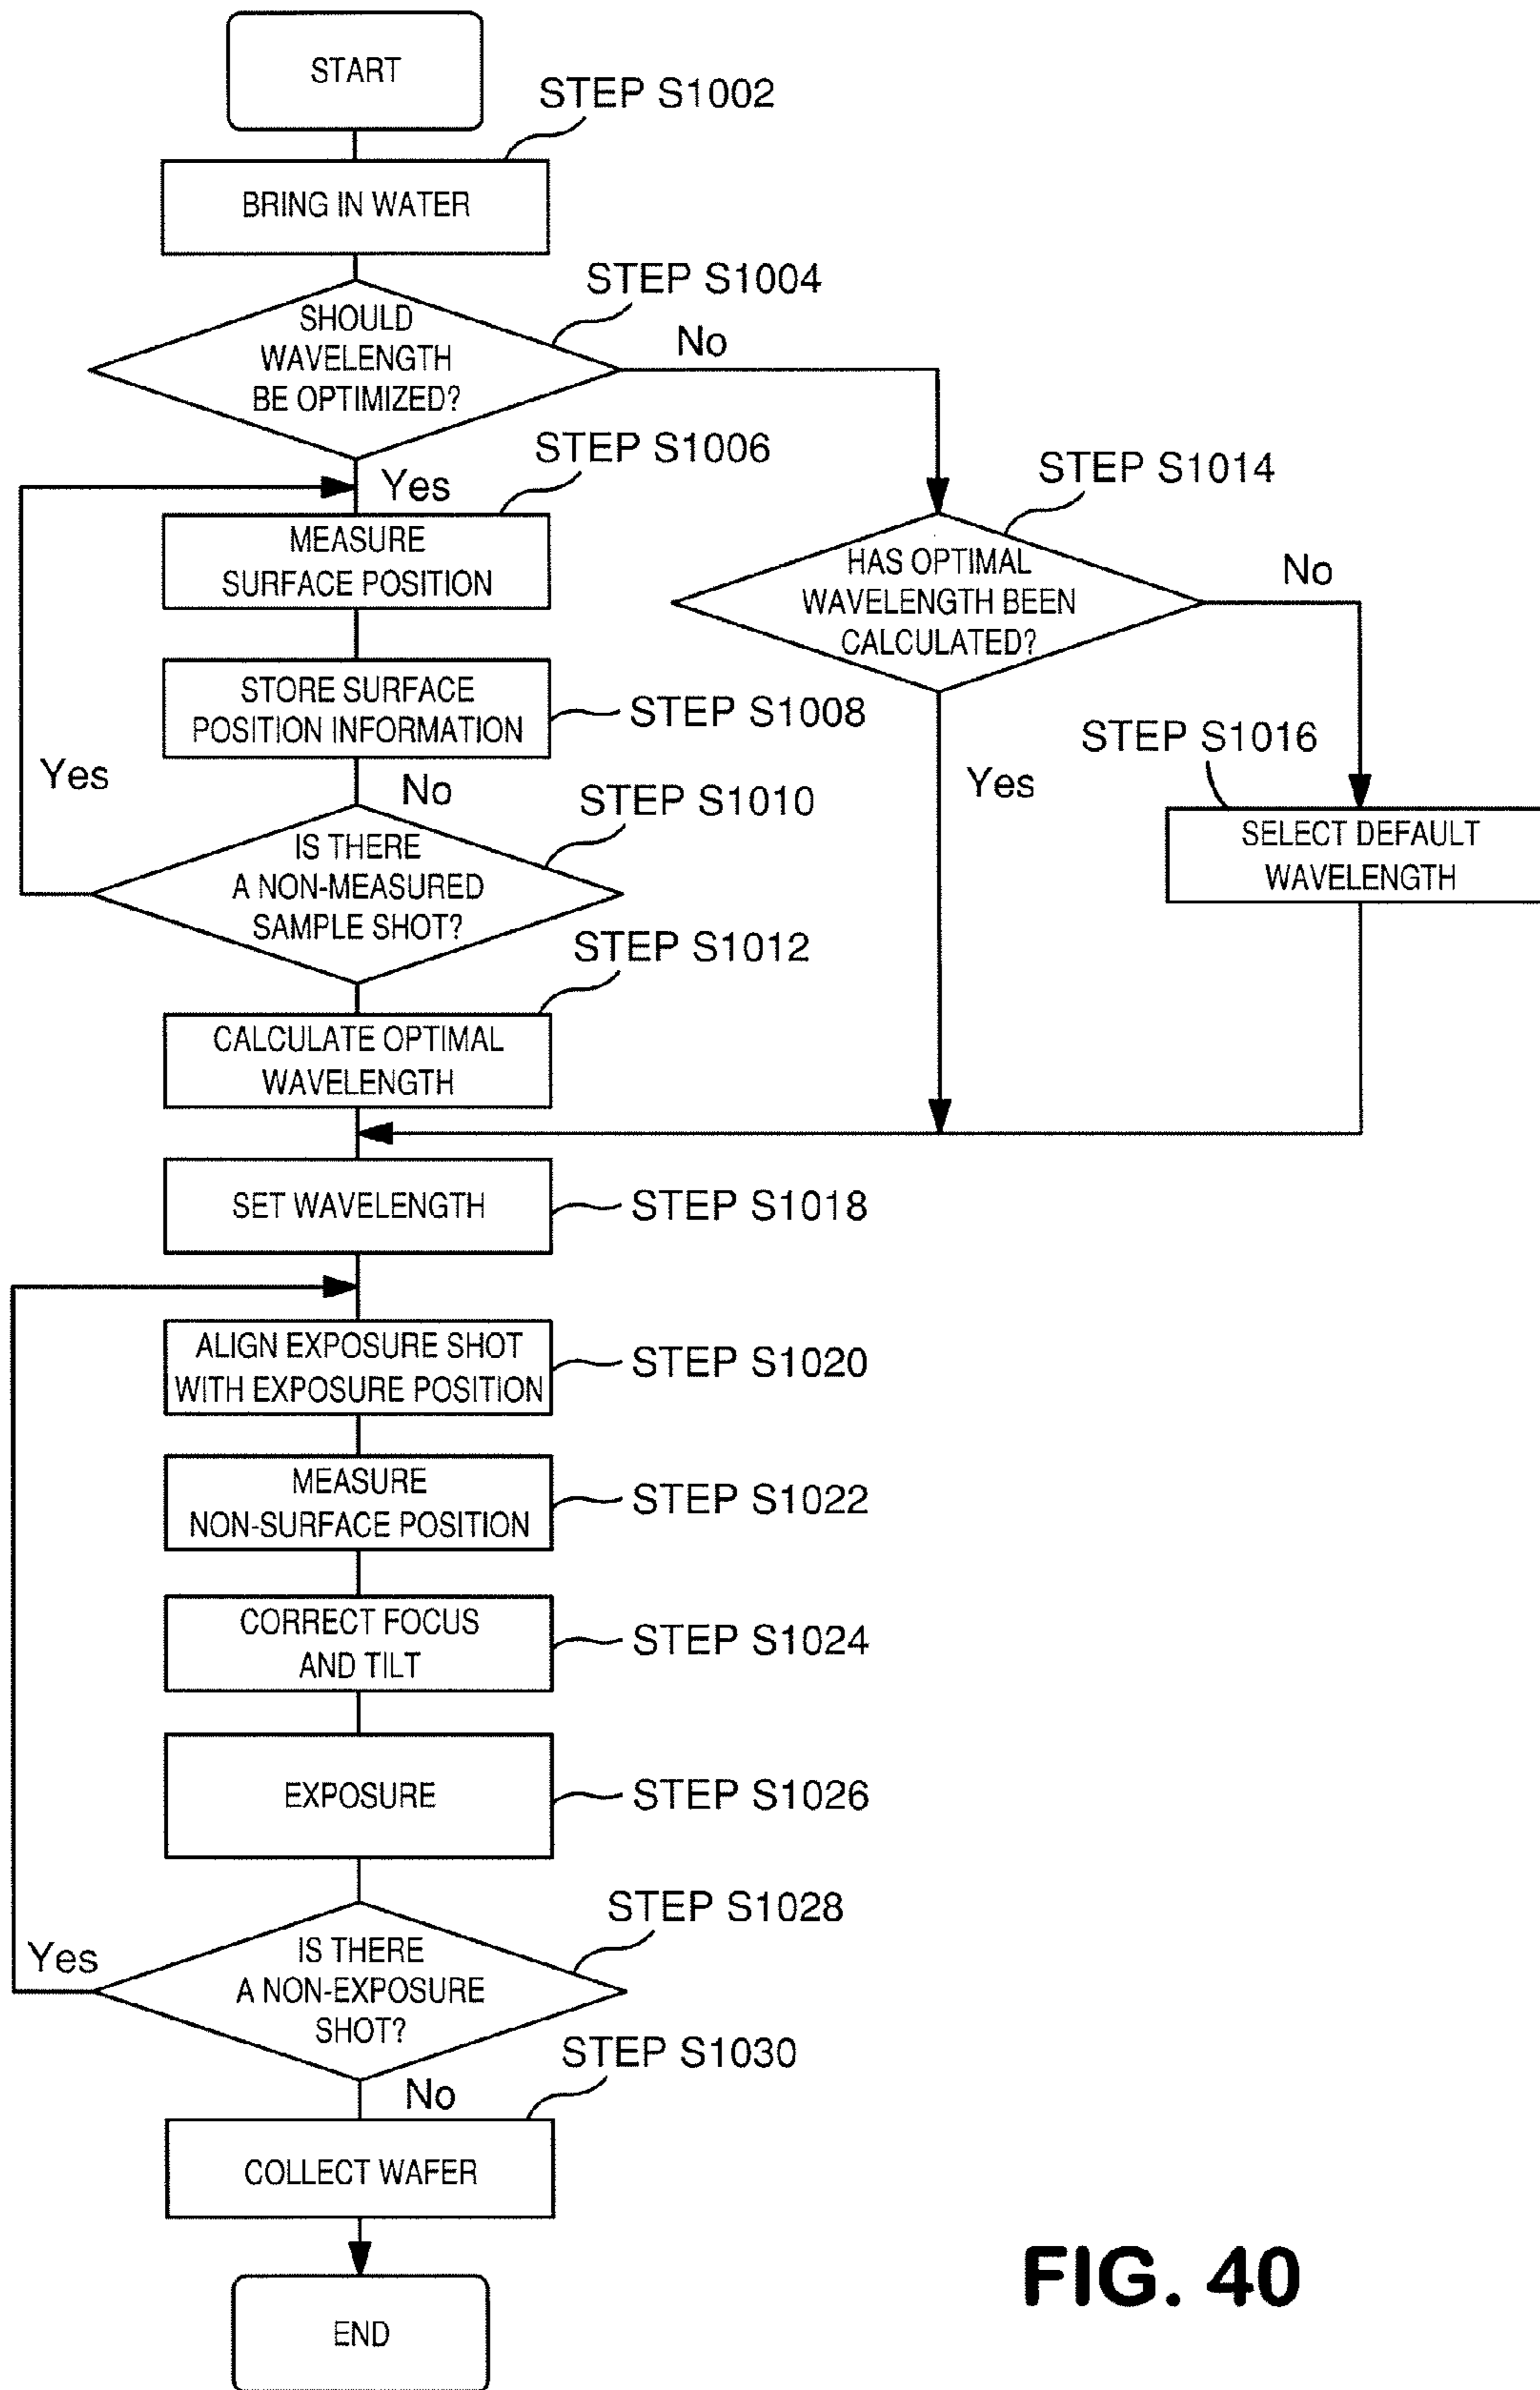 START
STEP S1002
BRING IN WATER
STEP S1004
SHOULD
WAVELENGTH
BE OPTIMIZED?
No
STEP S1006
Yes
MEASURE
SURFACE POSITION
STEP S1014
HAS OPTIMAL
WAVELENGTH BEEN
CALCULATED?
No
STORE SURFACE
POSITION INFORMATION
STEP S1008
STEP S1016
Yes
No
Yes
STEP S1010
IS THERE
A NON-MEASURED
SAMPLE SHOT?
SELECT DEFAULT
WAVELENGTH
STEP S1012
CALCULATE OPTIMAL
WAVELENGTH
SET WAVELENGTH
STEP S1018
ALIGN EXPOSURE SHOT
WITH EXPOSURE POSITION
STEP S1020
MEASURE
NON-SURFACE POSITION
STEP S1022
CORRECT FOCUS
AND TILT
STEP S1024
EXPOSURE
STEP S1026
STEP S1028
Yes
IS THERE
A NON-EXPOSURE
SHOT?
STEP S1030
No
COLLECT WAFER
END
FIG. 40